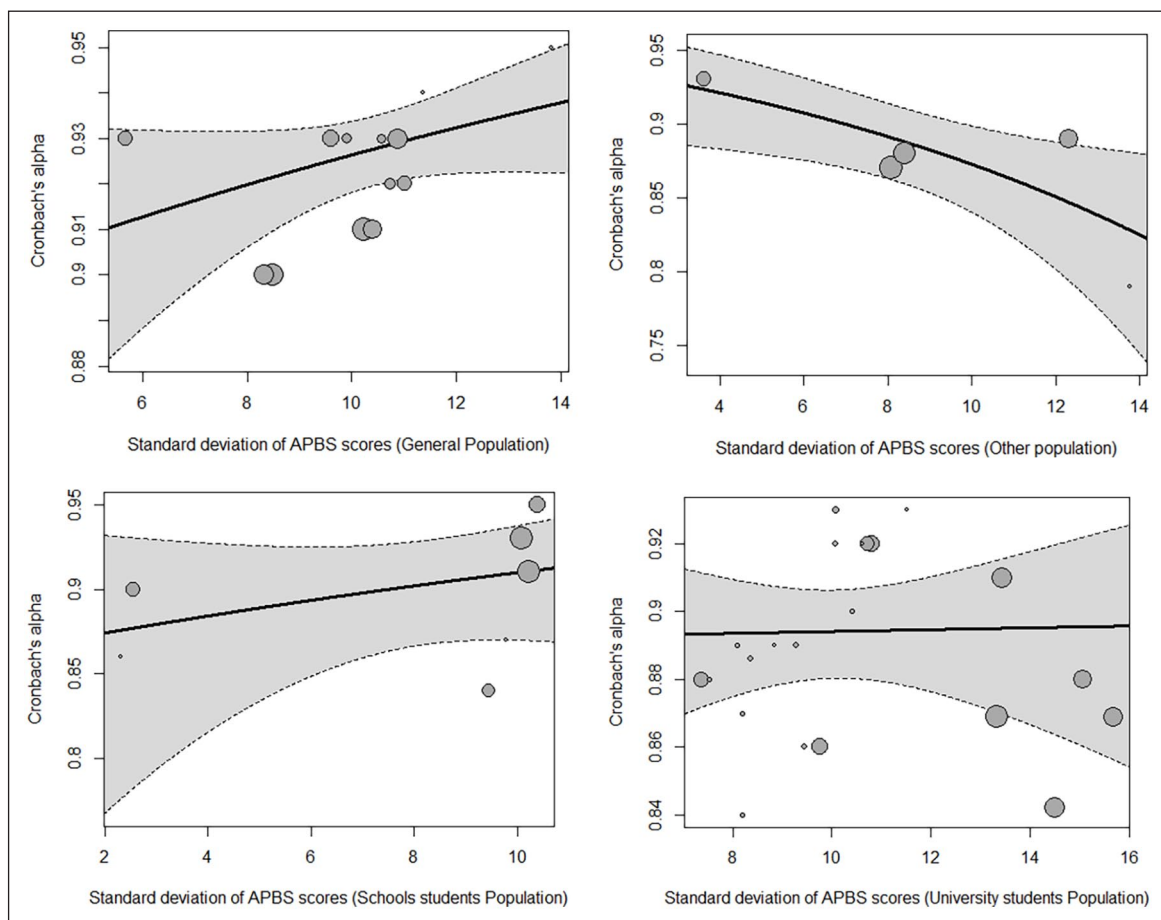 0.95
0.93
0.91
0.9
0.88
Cronbach's alpha
6 8 10 12 14
Standard deviation of APBS scores (General Population)
0.95
0.9
0.85
0.8
0.75
Cronbach's alpha
4 6 8 10 12 14
Standard deviation of APBS scores (Other population)
0.95
0.9
0.85
0.8
Cronbach's alpha
2 4 6 8 10
Standard deviation of APBS scores (Schools students Population)
0.92
0.9
0.88
0.86
0.84
Cronbach's alpha
8 10 12 14 16
Standard deviation of APBS scores (University students Population)